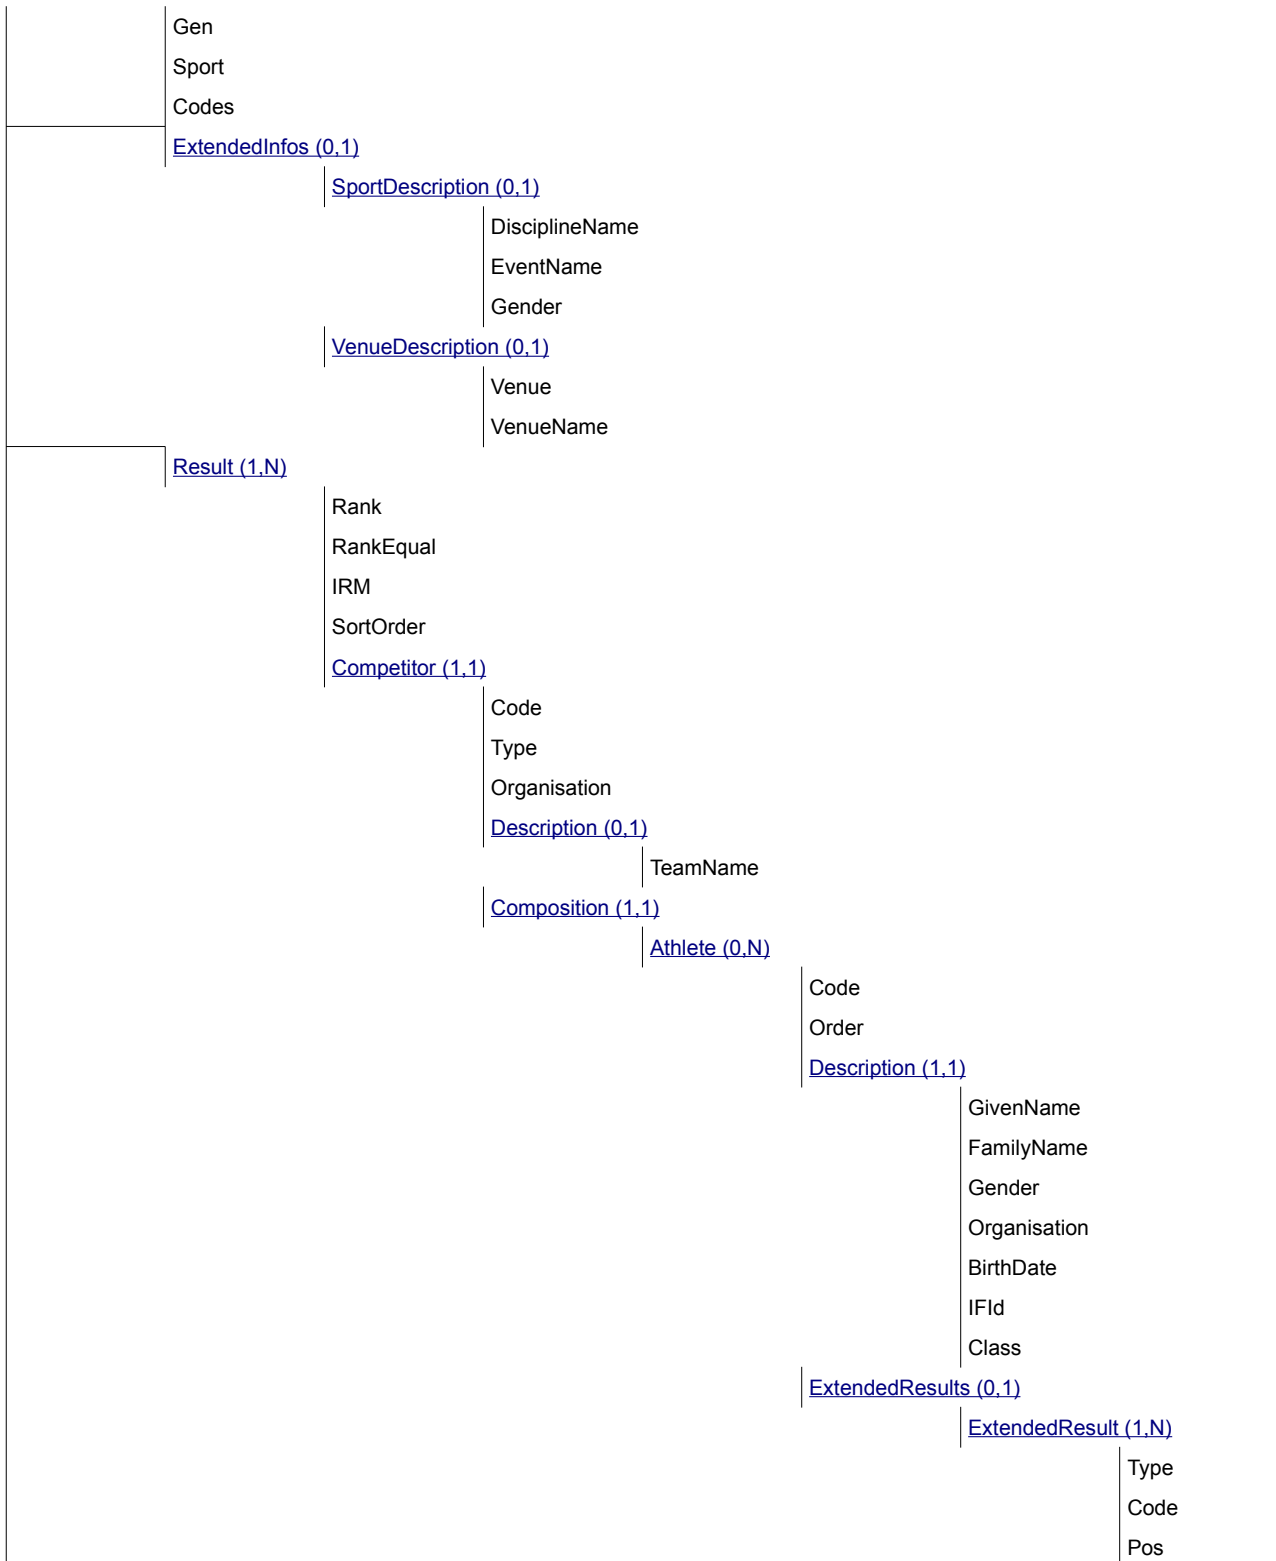 Gen
Sport
Codes
ExtendedInfos (0,1)
SportDescription (0,1)
DisciplineName
EventName
Gender
VenueDescription (0,1)
Venue
VenueName
Result (1,N)
Rank
RankEqual
IRM
SortOrder
Competitor (1,1)
Code
Type
Organisation
Description (0,1)
TeamName
Composition (1,1)
Athlete (0,N)
Code
Order
Description (1,1)
GivenName
FamilyName
Gender
Organisation
BirthDate
IFId
Class
ExtendedResults (0,1)
ExtendedResult (1,N)
Type
Code
Pos